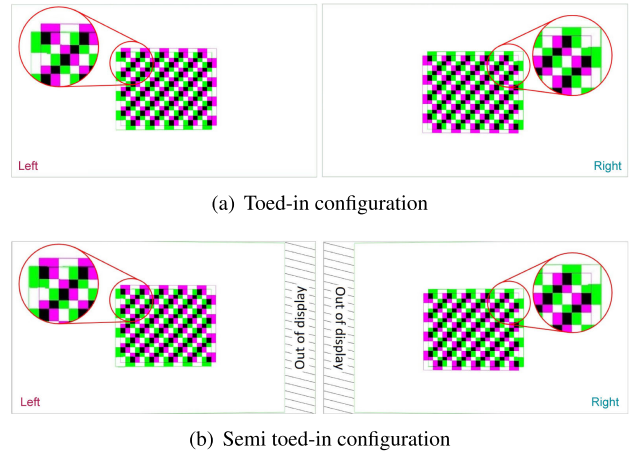 Left
Right
(a) Toed-in configuration
Out of display
Out of display
Left
Right
(b) Semi toed-in configuration